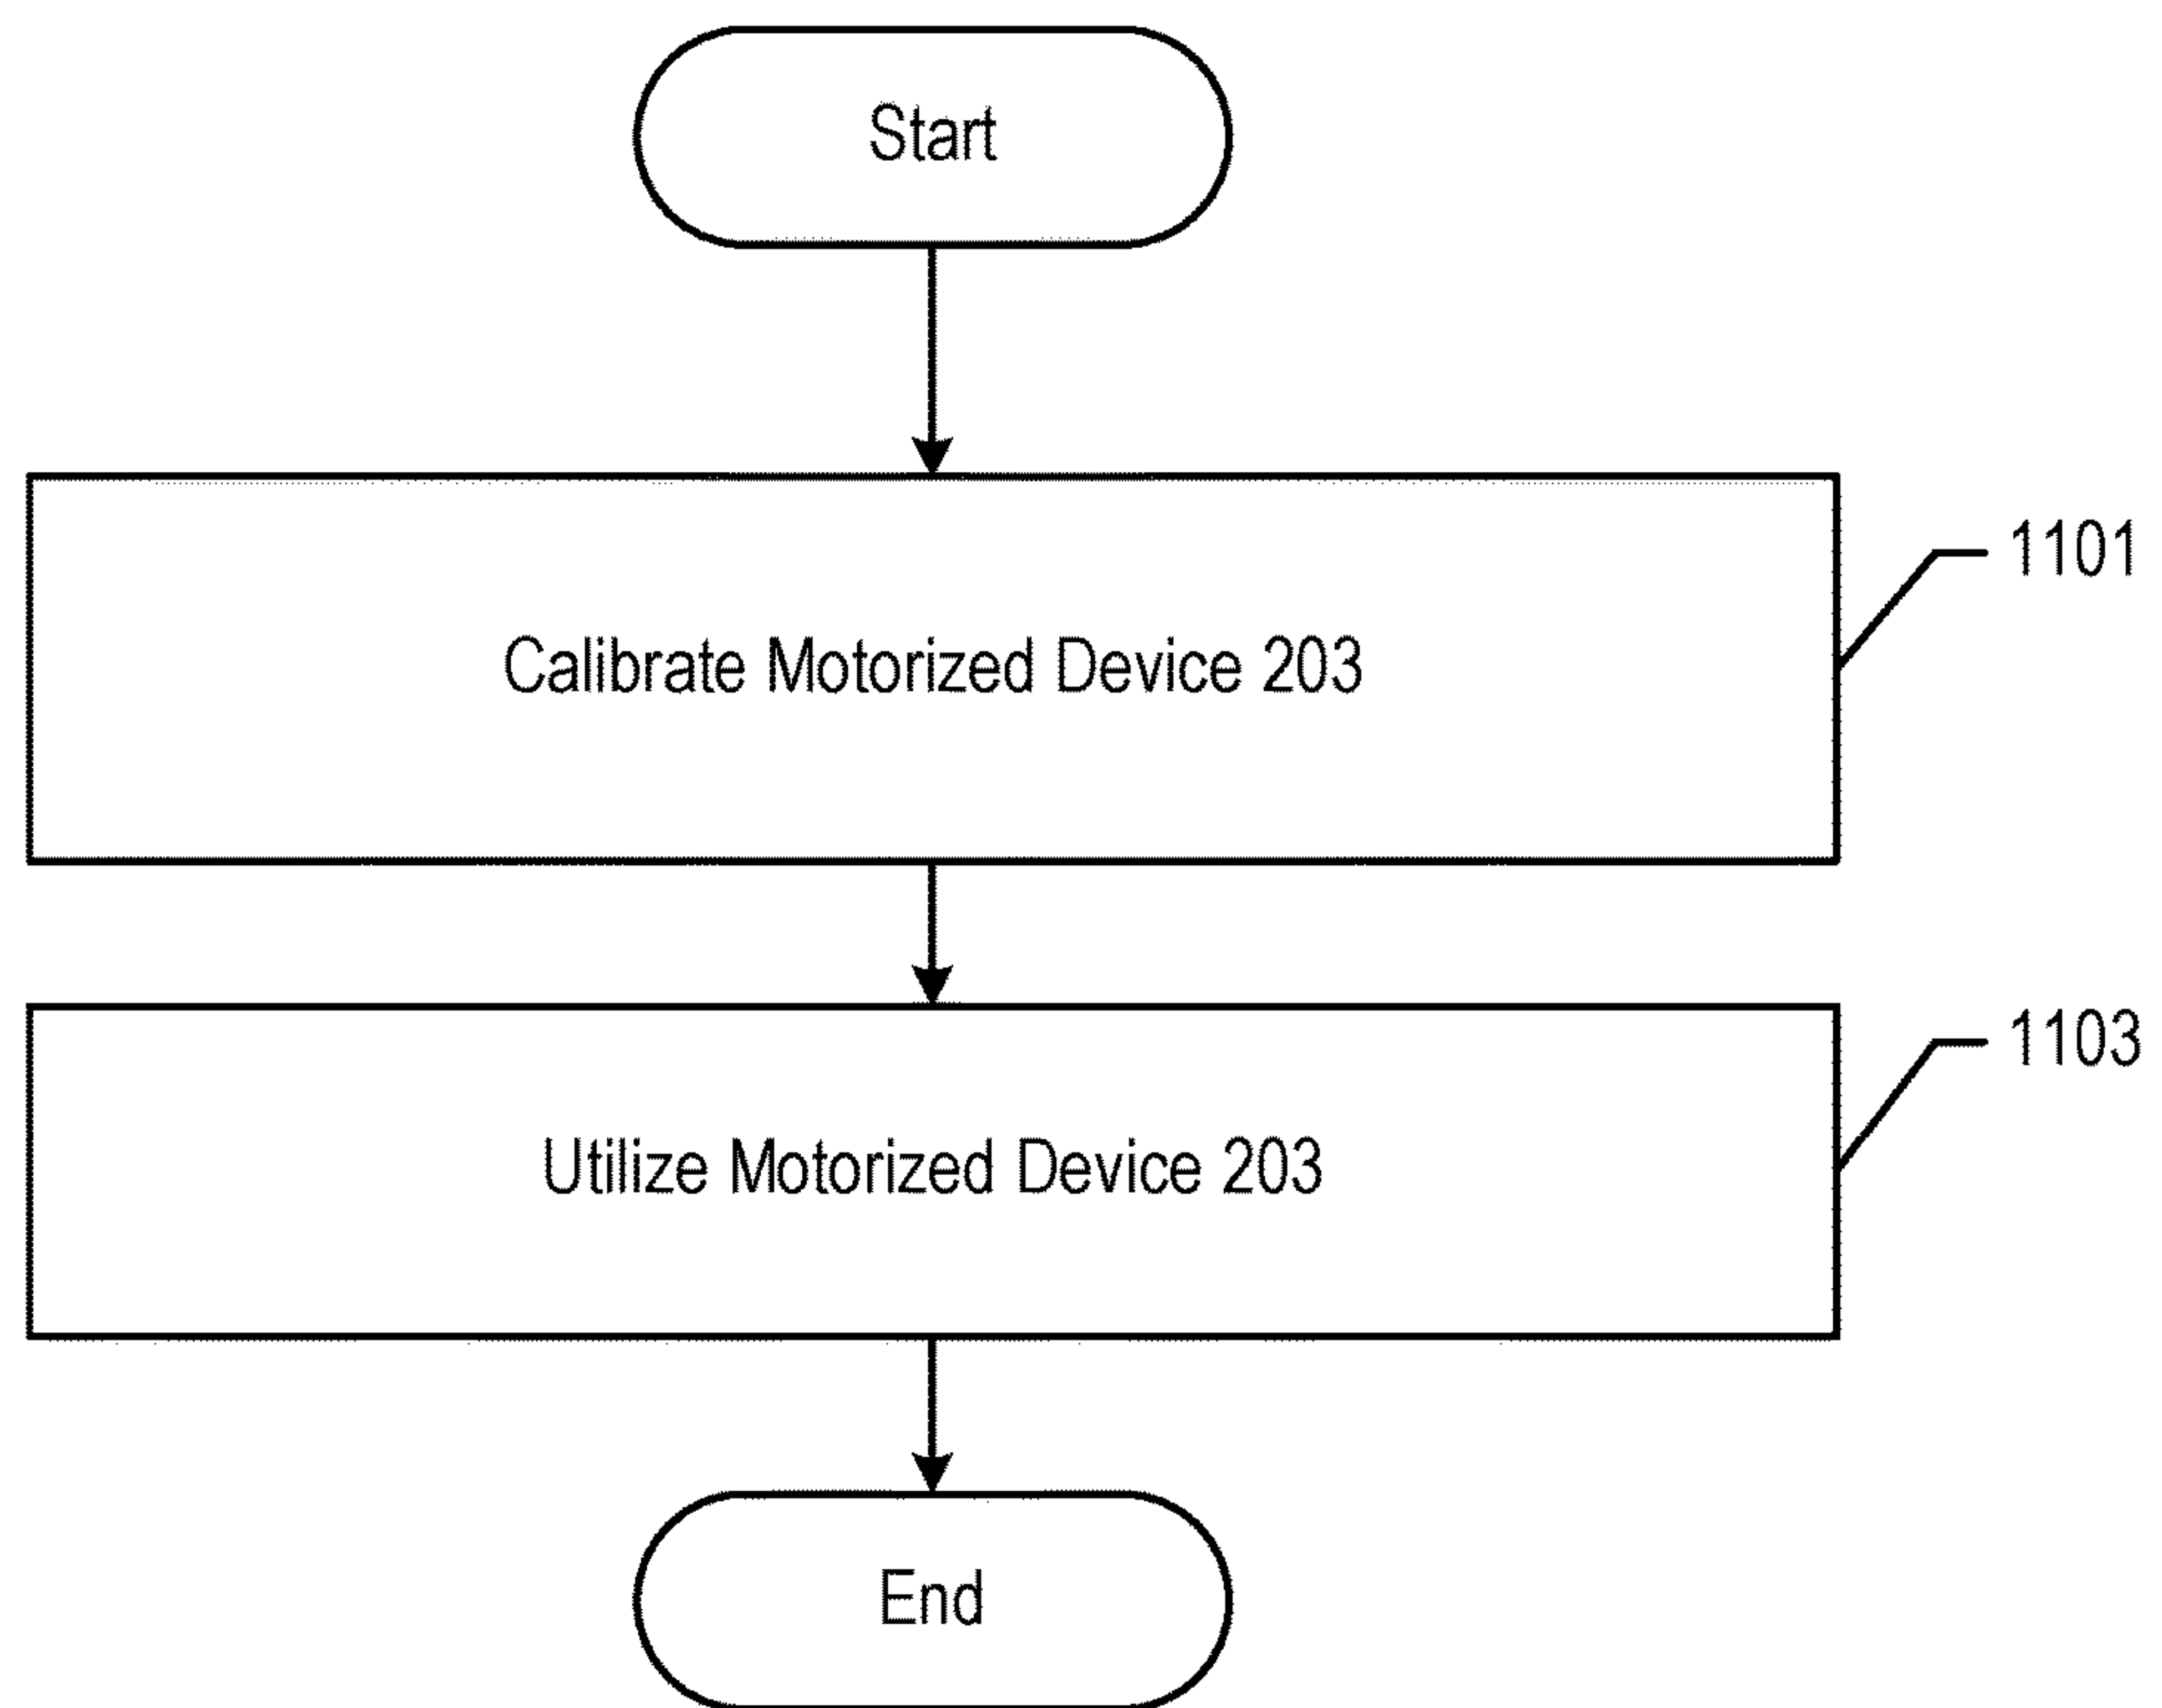 Start
Calibrate Motorized Device 203
1101
Utilize Motorized Device 203
1103
End